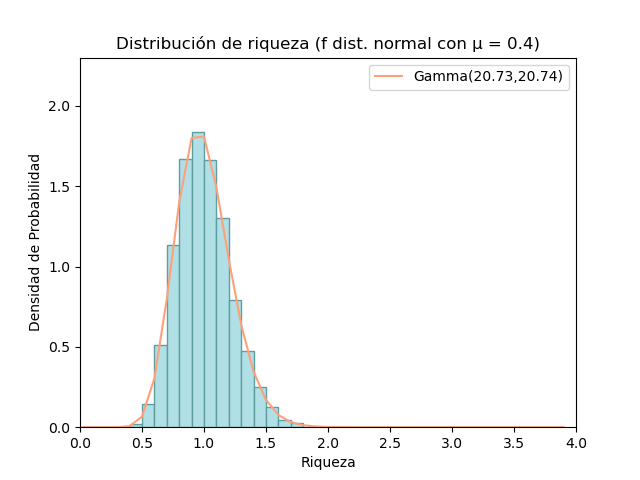 Distribución de riqueza (f dist. normal con μ = 0.4)
Gamma(20.73,20.74)
Densidad de Probabilidad
2.0
1.5
1.0
0.5
0.0
0.0 0.5 1.0 1.5 2.0 2.5 3.0 3.5 4.0
Riqueza